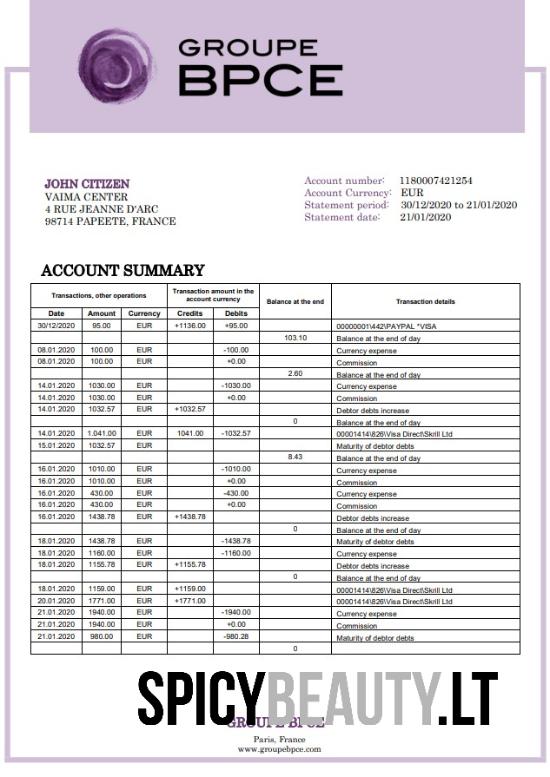 GROUPE
BPCE
JOHN CITIZEN
VAIMA CENTER
4 RUE JEANNE D'ARC
98714 PAPEETE, FRANCE
Account number: 1180007421254
Account Currency: EUR
Statement period: 30/12/2020 to 21/01/2020
Statement date: 21/01/2020
ACCOUNT SUMMARY
Transactions, other operations Transaction amount in the account currency Balance at the end Transaction details
Date Amount Currency Credits Debits
30/12/2020 95.00 EUR +1136.00 +95.00 00000001\442\PAYPAL *VISA
103.10 Balance at the end of day
08.01.2020 100.00 EUR -100.00 Currency expense
08.01.2020 100.00 EUR +0.00 Commission
2.60 Balance at the end of day
14.01.2020 1030.00 EUR -1030.00 Currency expense
14.01.2020 1030.00 EUR +0.00 Commission
14.01.2020 1032.57 EUR +1032.57 Debtor debts increase
0 Balance at the end of day
14.01.2020 1.041.00 EUR 1041.00 -1032.57 00001414\826\Visa Direct\Skrill Ltd
15.01.2020 1032.57 EUR Maturity of debtor debts
8.43 Balance at the end of day
16.01.2020 1010.00 EUR -1010.00 Currency expense
16.01.2020 1010.00 EUR +0.00 Commission
16.01.2020 430.00 EUR -430.00 Currency expense
16.01.2020 430.00 EUR +0.00 Commission
16.01.2020 1438.78 EUR +1438.78 Debtor debts increase
0 Balance at the end of day
18.01.2020 1438.78 EUR -1438.78 Maturity of debtor debts
18.01.2020 1160.00 EUR -1160.00 Currency expense
18.01.2020 1155.78 EUR +1155.78 Debtor debts increase
0 Balance at the end of day
18.01.2020 1159.00 EUR +1159.00 00001414\826\Visa Direct\Skrill Ltd
20.01.2020 1771.00 EUR +1771.00 00001414\826\Visa Direct\Skrill Ltd
21.01.2020 1940.00 EUR -1940.00 Currency expense
21.01.2020 1940.00 EUR +0.00 Commission
21.01.2020 980.00 EUR -980.28 Maturity of debtor debts
0
SPICYBEAUTY.LT
GROUPE BPCE
Paris, France
www.groupebpce.com